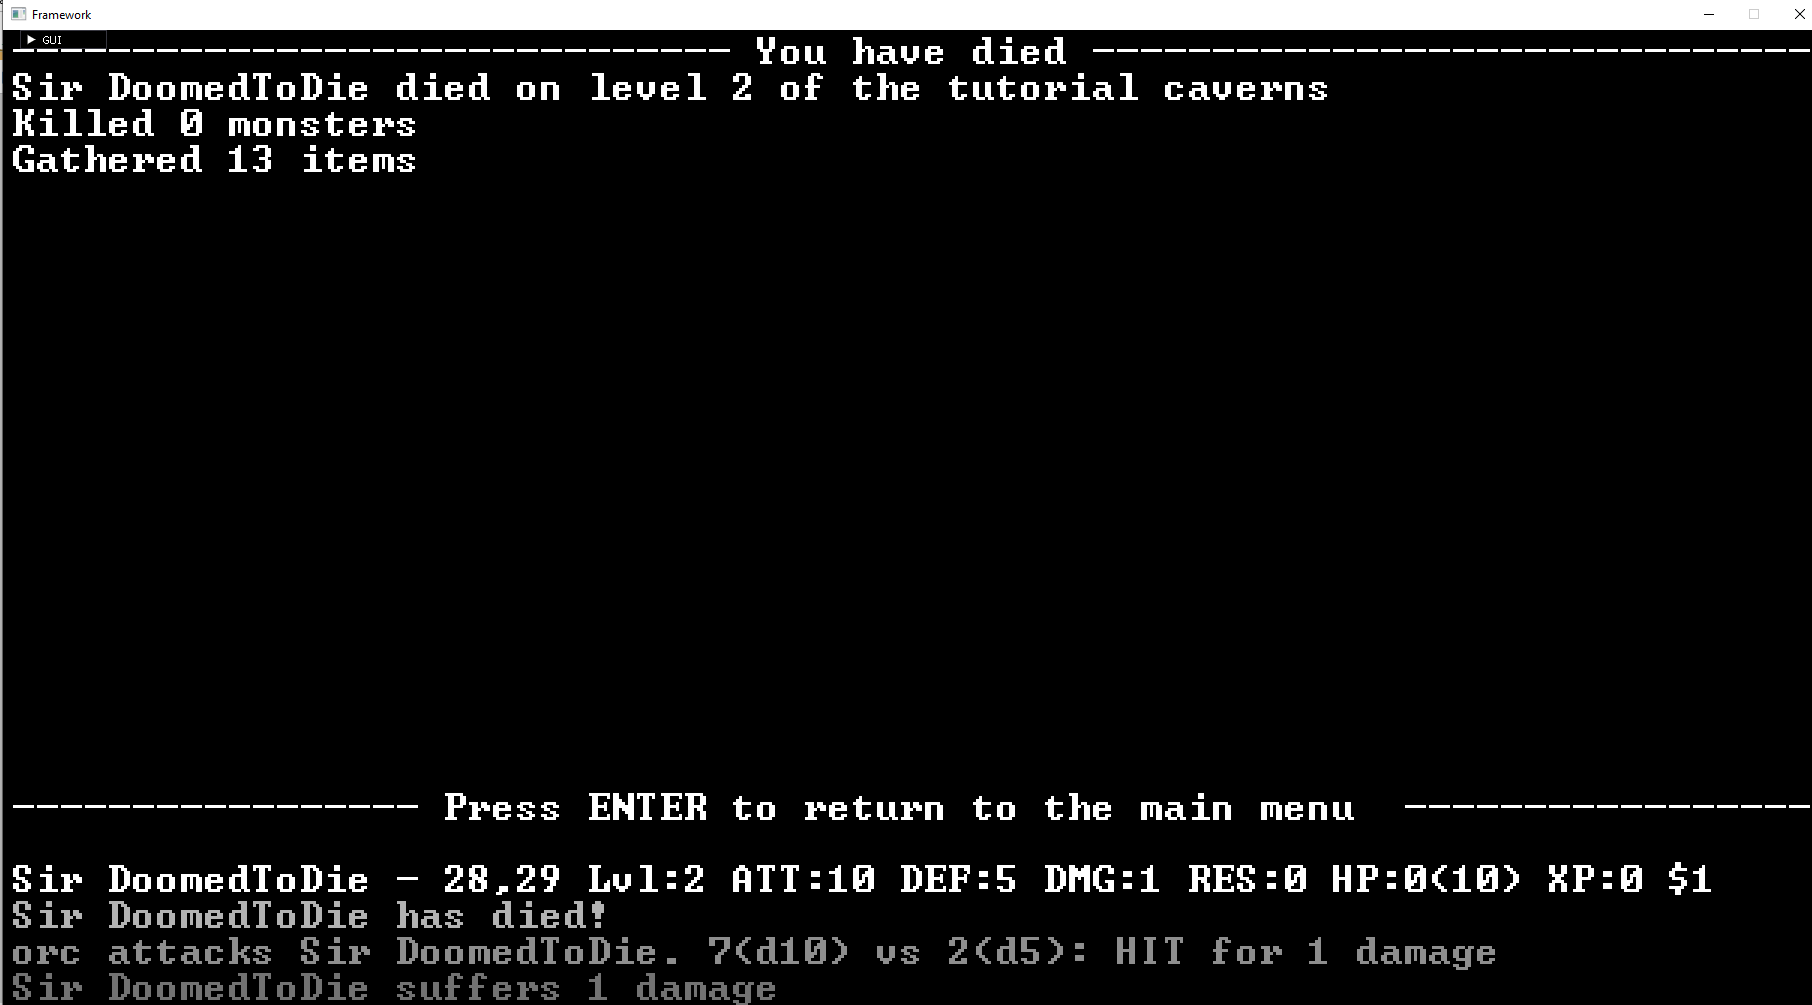 Framework
GUI
------------------------------ You have died ------------------------------
Sir DoomedToDie died on level 2 of the tutorial caverns
Killed 0 monsters
Gathered 13 items
----------------- Press ENTER to return to the main menu -----------------
Sir DoomedToDie - 28,29 Lvl:2 ATT:10 DEF:5 DMG:1 RES:0 HP:0(10) XP:0 $1
Sir DoomedToDie has died!
orc attacks Sir DoomedToDie. 7(d10) vs 2(d5): HIT for 1 damage
Sir DoomedToDie suffers 1 damage